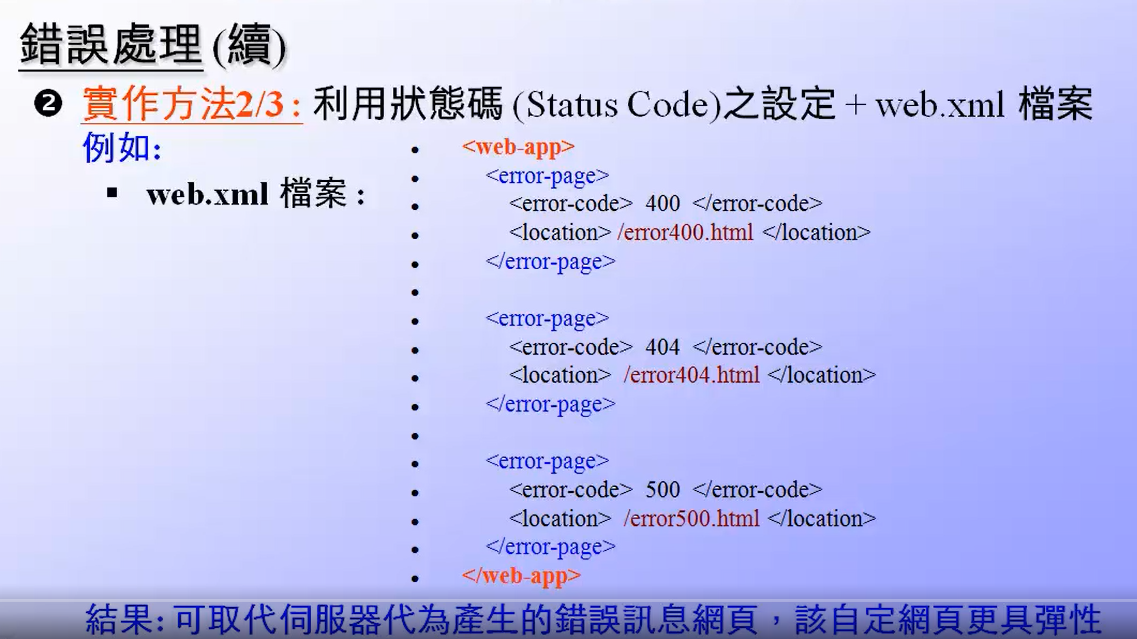 錯誤處理 (續)
❷ 實作方法2/3 : 利用狀態碼 (Status Code)之設定 + web.xml 檔案
例如:
▪ web.xml 檔案 :
• <web-app>
• <error-page>
• <error-code> 400 </error-code>
• <location> /error400.html </location>
• </error-page>
•
• <error-page>
• <error-code> 404 </error-code>
• <location> /error404.html </location>
• </error-page>
•
• <error-page>
• <error-code> 500 </error-code>
• <location> /error500.html </location>
• </error-page>
• </web-app>
結果: 可取代伺服器代為產生的錯誤訊息網頁，該自定網頁更具彈性